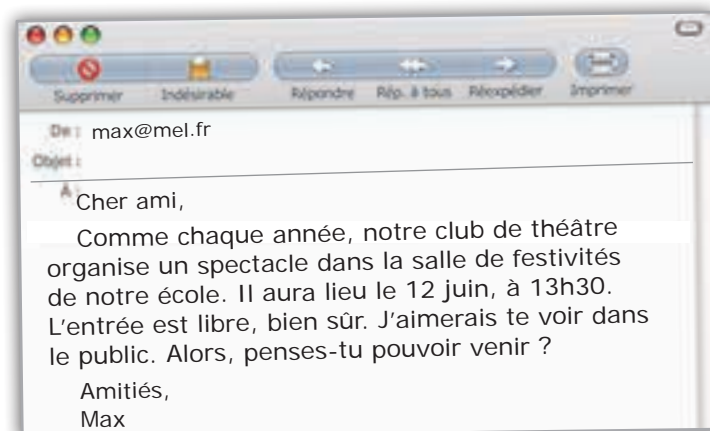 Supprimer Indésirable Répondre Rép. à tous Réexpédier Imprimer
De : max@mel.fr
Objet :
À :
Cher ami,
Comme chaque année, notre club de théâtre
organise un spectacle dans la salle de festivités
de notre école. Il aura lieu le 12 juin, à 13h30.
L'entrée est libre, bien sûr. J'aimerais te voir dans
le public. Alors, penses-tu pouvoir venir ?
Amitiés,
Max